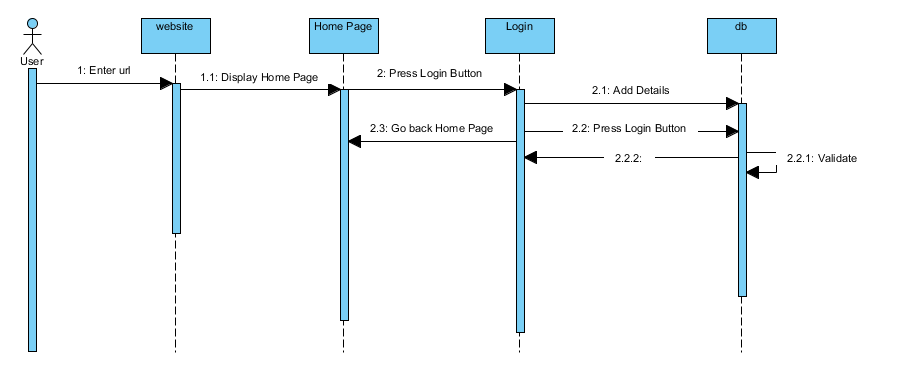 website
Home Page
Login
db
User
1: Enter url
1.1: Display Home Page
2: Press Login Button
2.1: Add Details
2.2: Press Login Button
2.3: Go back Home Page
2.2.2:
2.2.1: Validate